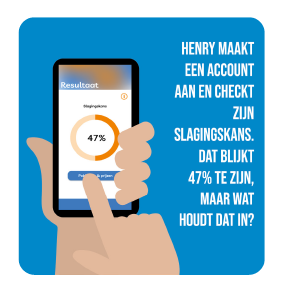 HENRY MAAKT
EEN ACCOUNT
AAN EN CHECKT
ZIJN
SLAGINGSKANS.
DAT BLIJKT
47% TE ZIJN,
MAAR WAT
HOUDT DAT IN?
Resultaat
Slagingskans
47%